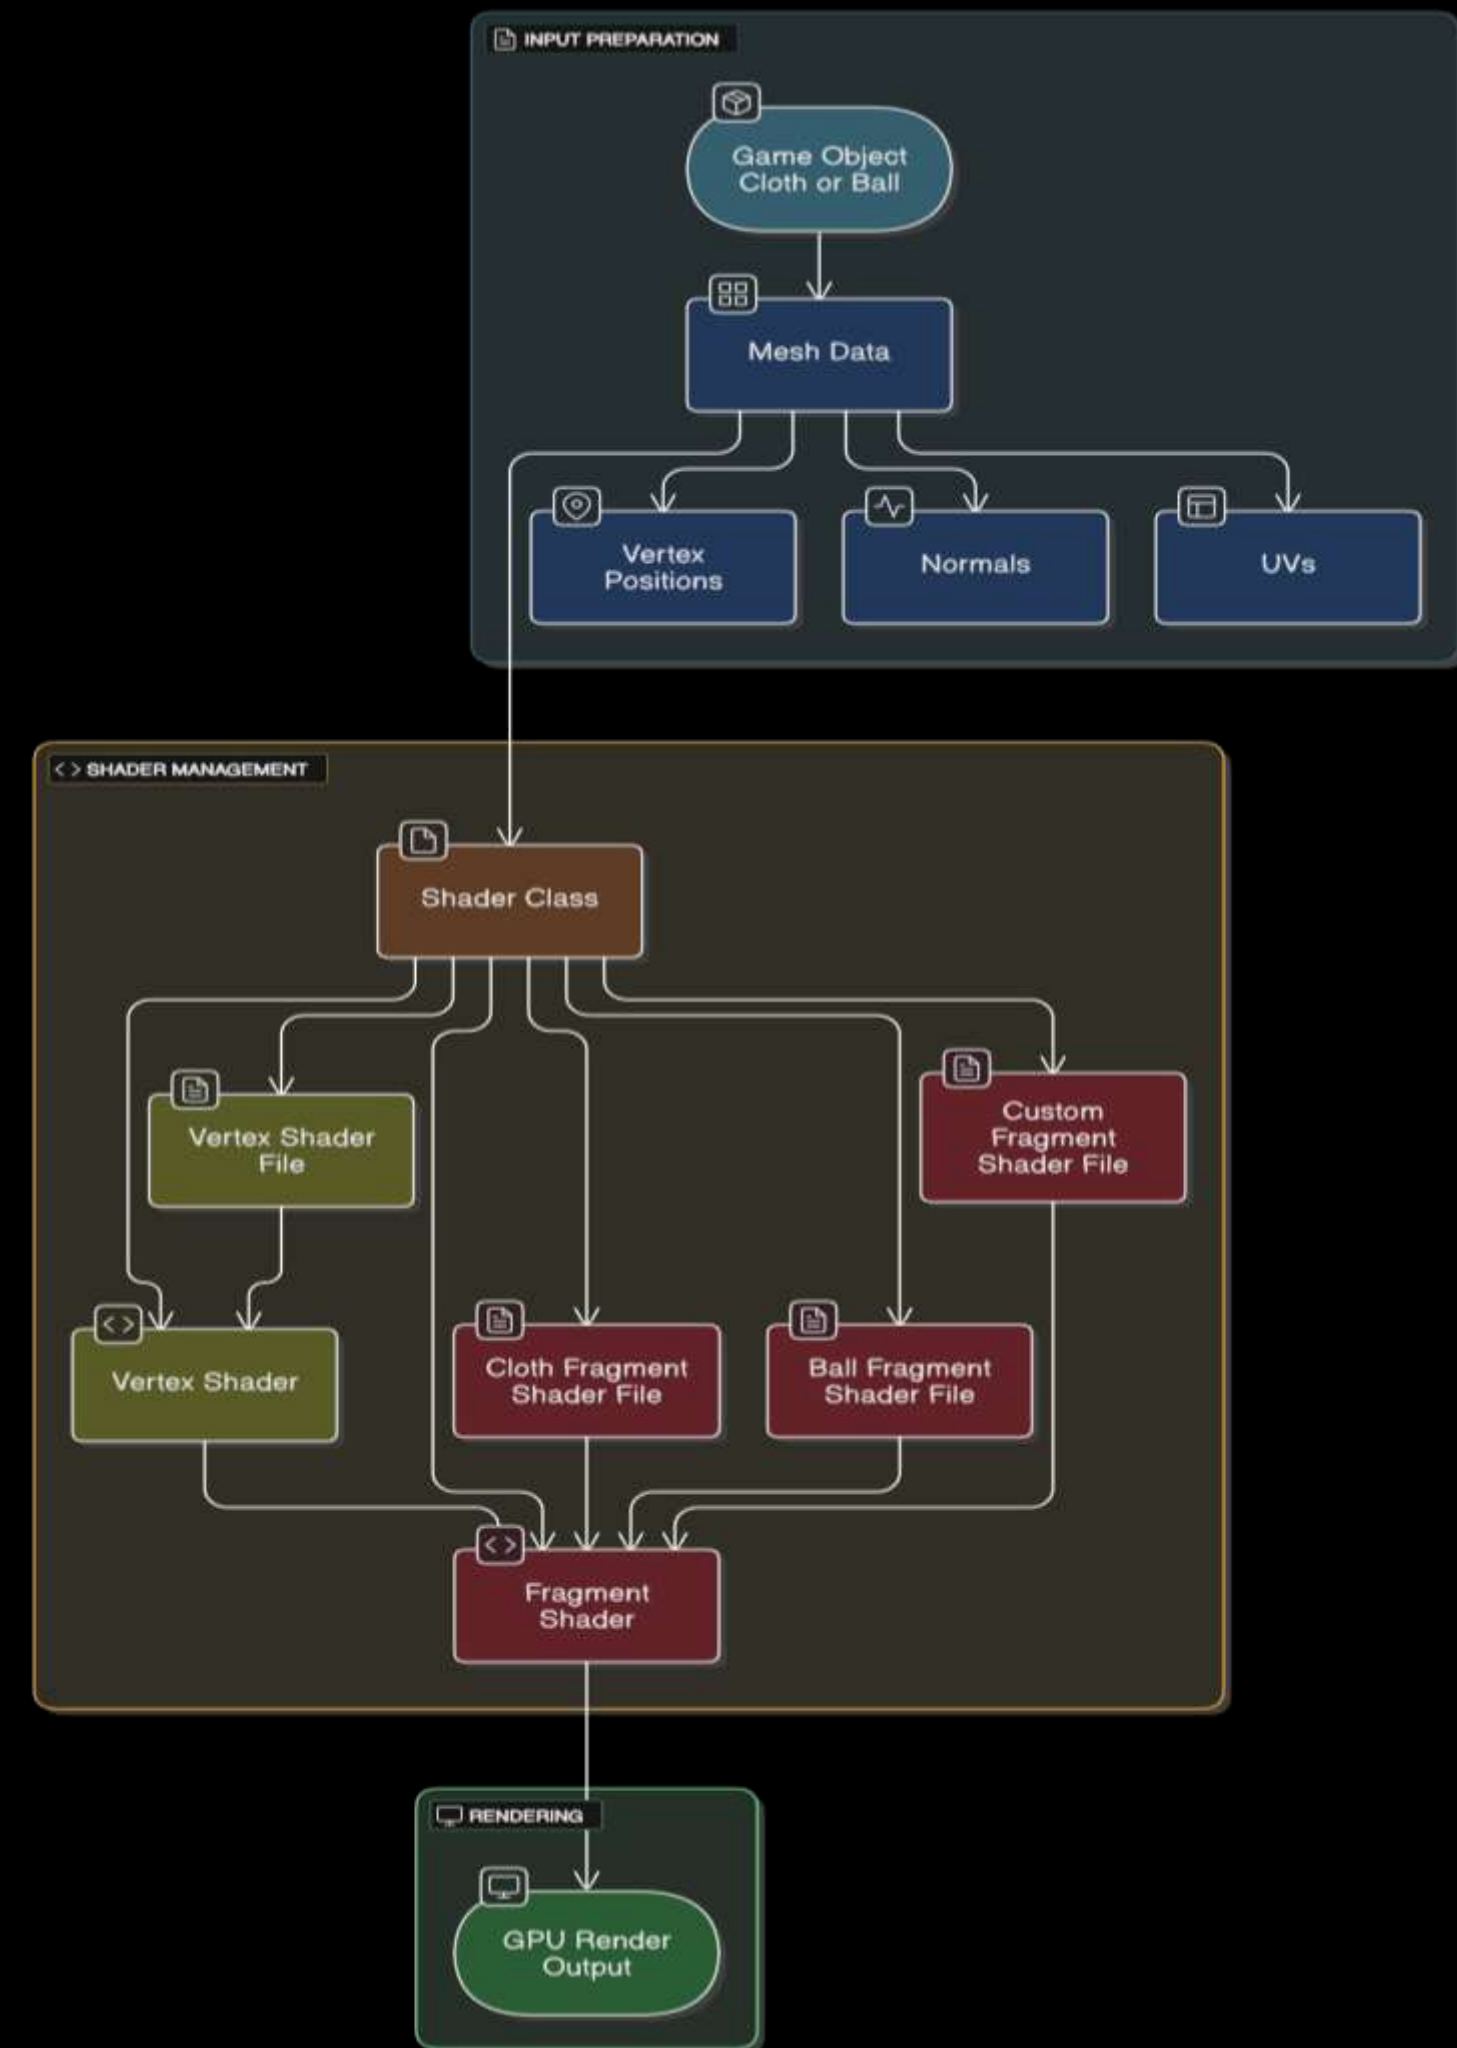 INPUT PREPARATION
Game Object
Cloth or Ball
Mesh Data
Vertex
Positions
Normals
UVs
SHADER MANAGEMENT
Shader Class
Vertex Shader
File
Custom
Fragment
Shader File
Vertex Shader
Cloth Fragment
Shader File
Ball Fragment
Shader File
Fragment
Shader
RENDERING
GPU Render
Output